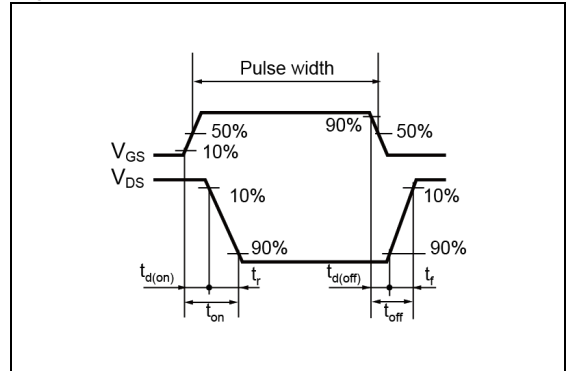 Pulse width
90% 50%
50%
V_GS 10%
V_DS
10% 10%
90% 90%
t_d(on) t_r t_d(off) t_f
t_on t_off